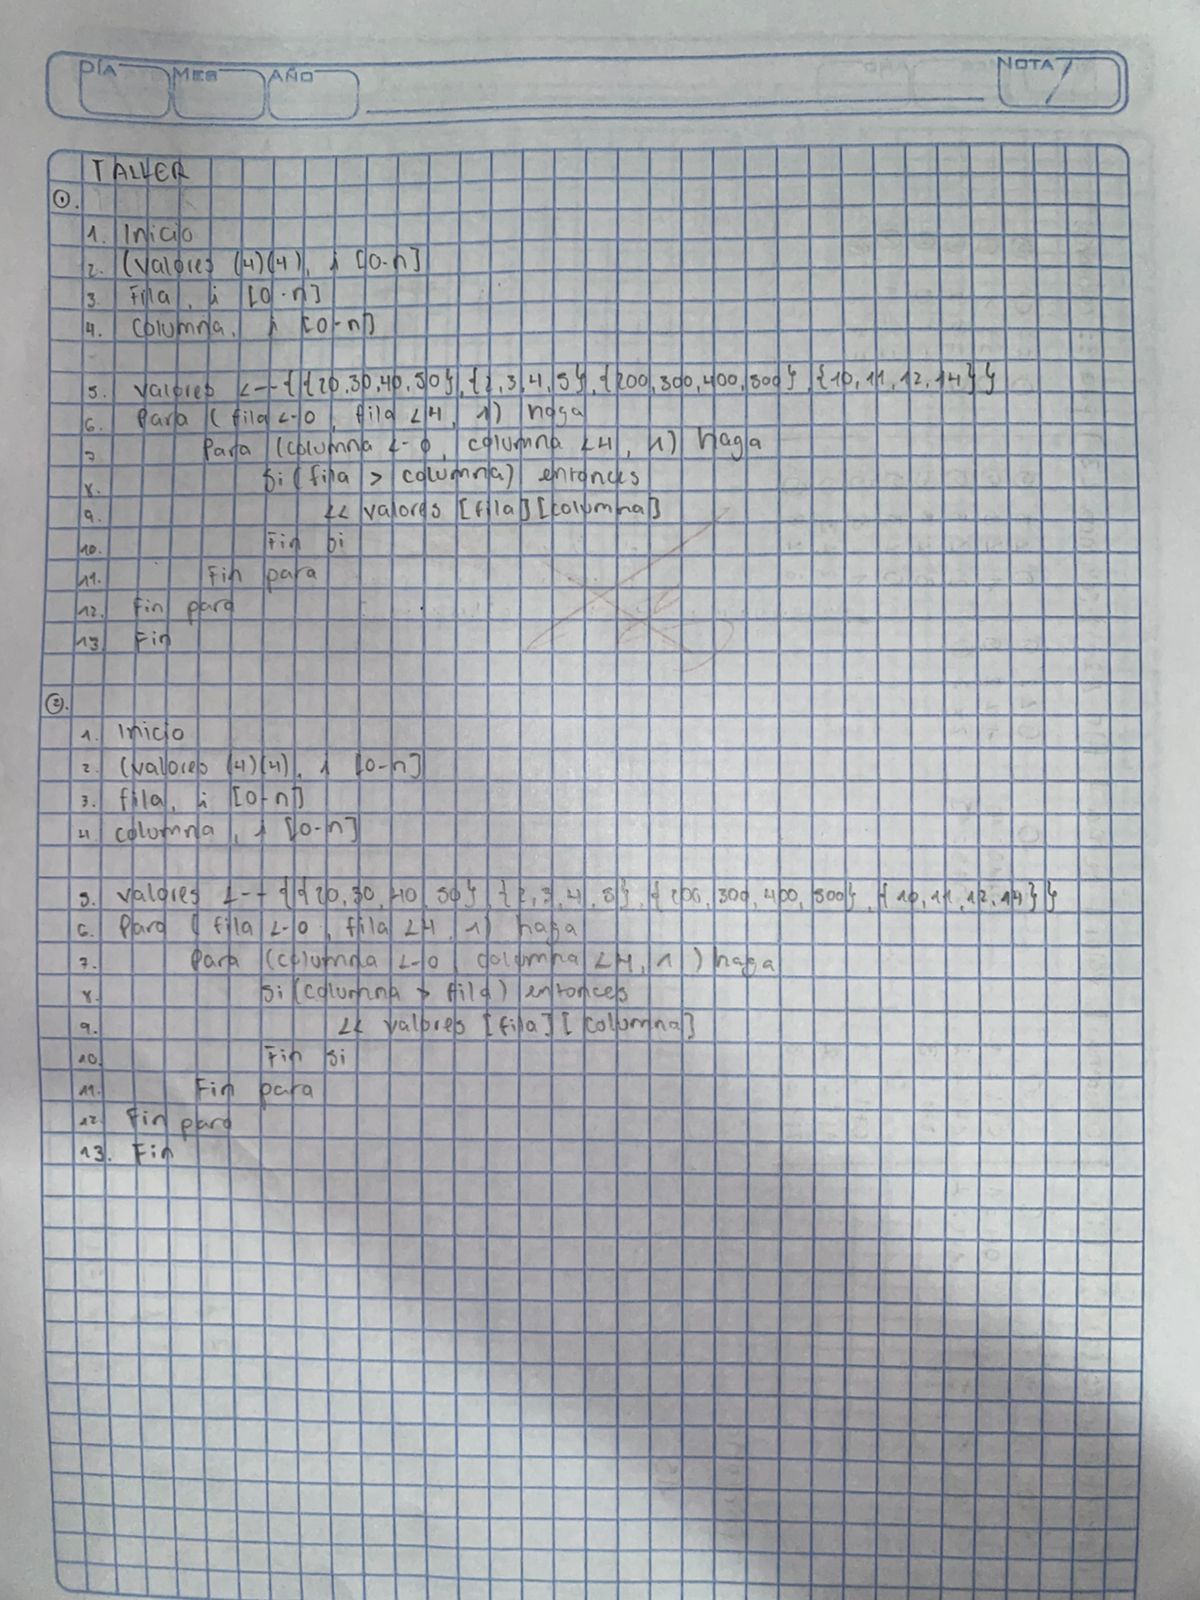 DÍA MES AÑO NOTA
TALLER
①.
1. Inicio
2. (valores (4)(4), i [0-n]
3. Fila, i [0-n]
4. columna, i [0-n]
5. valores <-- {{20,30,40,50},{2,3,4,5},{200,300,400,500},{10,11,12,14}}
6. Para (fila <-0, fila <4, 1) haga
7. Para (columna <-0, columna <4, 1) haga
8. Si (fila > columna) entonces
9. << valores [fila][columna]
10. Fin si
11. Fin para
12. Fin para
13. Fin
②.
1. Inicio
2. (valores (4)(4), i [0-n]
3. fila, i [0-n]
4. columna, i [0-n]
5. valores <-- {{20,30,40,50},{2,3,4,5},{200,300,400,500},{10,11,12,14}}
6. Para (fila <-0, fila <4, 1) haga
7. Para (columna <-0, columna <4, 1) haga
8. Si (columna > fila) entonces
9. << valores [fila][columna]
10. Fin si
11. Fin para
12. Fin para
13. Fin